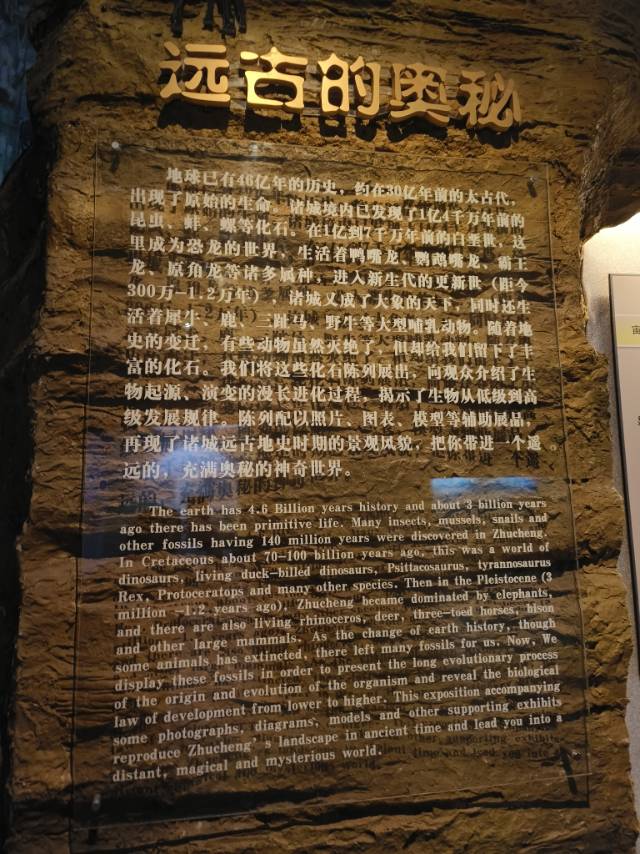 远古的奥秘
地球已有46亿年的历史，约在30亿年前的太古代，
出现了原始的生命。诸城境内已发现了1亿4千万年前的
昆虫、蚌、螺等化石。在1亿到7千万年前的白垩世，这
里成为恐龙的世界、生活着鸭嘴龙、鹦鹉嘴龙、霸王
龙、原角龙等诸多属种，进入新生代的更新世（距今
300万-1.2万年），诸城又成了大象的天下，同时还生
活着犀牛、鹿、三趾马、野牛等大型哺乳动物。随着地
史的变迁，有些动物虽然灭绝了，但却给我们留下了丰
富的化石。我们将这些化石陈列展出，向观众介绍了生
物起源、演变的漫长进化过程，揭示了生物从低级到高
级发展规律。陈列配以照片、图表、模型等辅助展品，
再现了诸城远古地史时期的景观风貌，把你带进一个遥
远的，充满奥秘的神奇世界。
The earth has 4.6 Billion years history and about 3 billion years
ago there has been primitive life. Many insects, mussels, snails and
other fossils having 140 million years were discovered in Zhucheng.
In Cretaceous about 70-100 billion years ago, this was a world of
dinosaurs, living duck-billed dinosaurs, Psittacosaurus, tyrannosaurus
Rex, Protoceratops and many other species. Then in the Pleistocene (3
million -1.2 years ago), Zhucheng became dominated by elephants,
and there are also living rhinoceros, deer, three-toed horses, bison
and other large mammals. As the change of earth history, though
some animals has extincted, there left many fossils for us. Now, We
display these fossils in order to present the long evolutionary process
of the origin and evolution of the organism and reveal the biological
law of development from lower to higher. This exposition accompanying
some photographs, diagrams, models and other supporting exhibits
reproduce Zhucheng's landscape in ancient time and lead you into a
distant, magical and mysterious world.